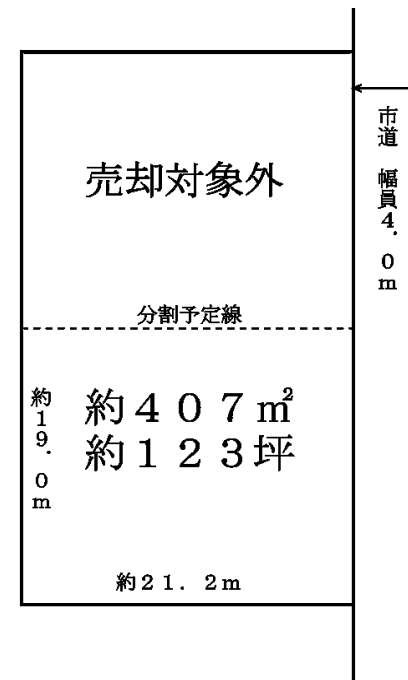 売却対象外
市道　幅員４．０ｍ
分割予定線
約４０７㎡
約１２３坪
約１９．０ｍ
約２１．２ｍ